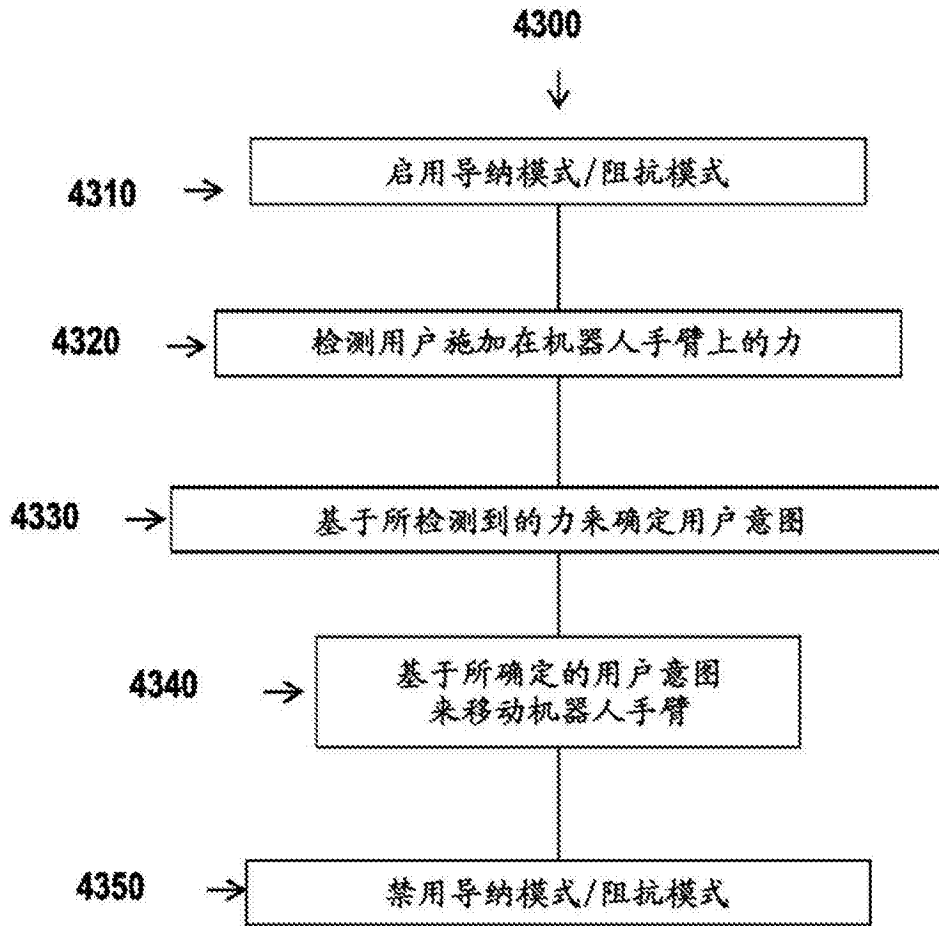 4300
4310
启用导纳模式/阻抗模式
4320
检测用户施加在机器人手臂上的力
4330
基于所检测到的力来确定用户意图
4340
基于所确定的用户意图
来移动机器人手臂
4350
禁用导纳模式/阻抗模式